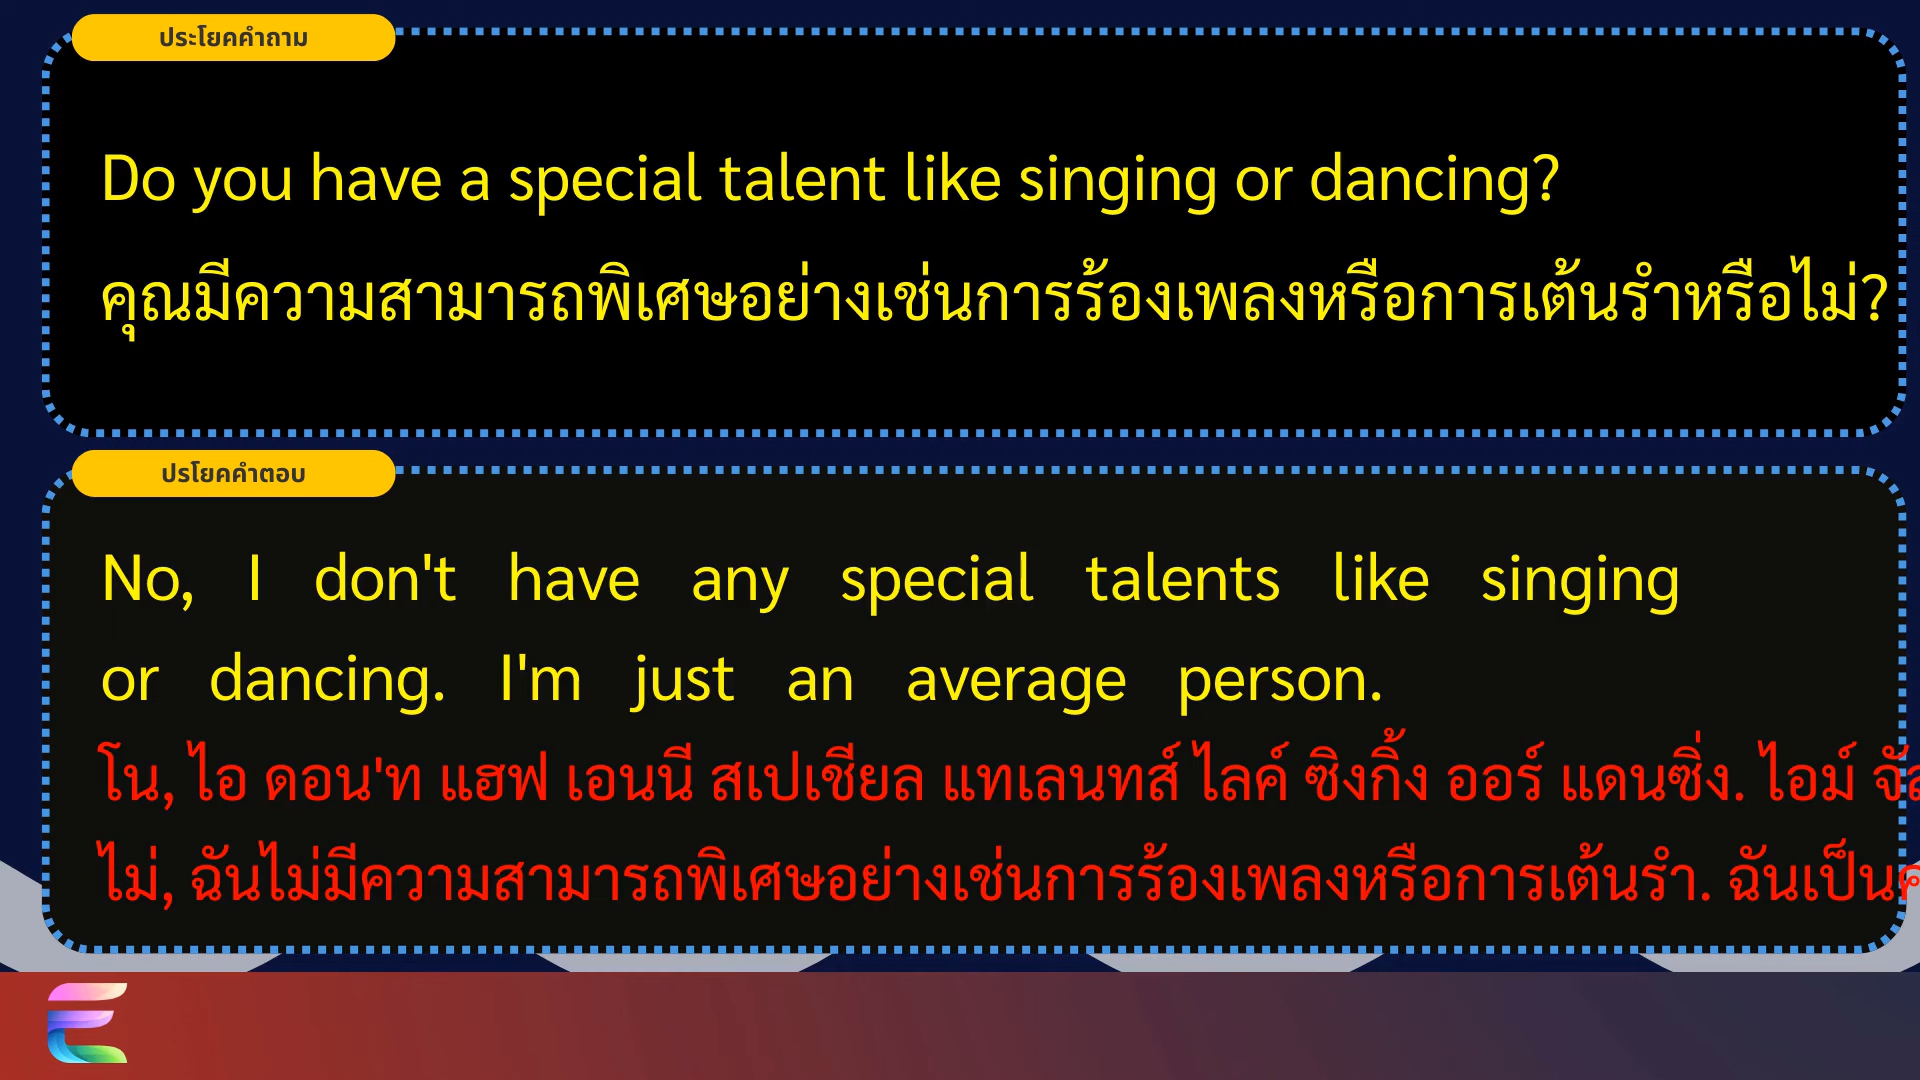 ประโยคคำถาม
Do you have a special talent like singing or dancing?
คุณมีความสามารถพิเศษอย่างเช่นการร้องเพลงหรือการเต้นรำหรือไม่?
ปรโยคคำตอบ
No, I don't have any special talents like singing
or dancing. I'm just an average person.
โน, ไอ ดอน'ท แฮฟ เอนนี สเปเชียล แทเลนทส์ ไลค์ ซิงกิ้ง ออร์ แดนซิ่ง. ไอม์
ไม่, ฉันไม่มีความสามารถพิเศษอย่างเช่นการร้องเพลงหรือการเต้นรำ. ฉันเป็น